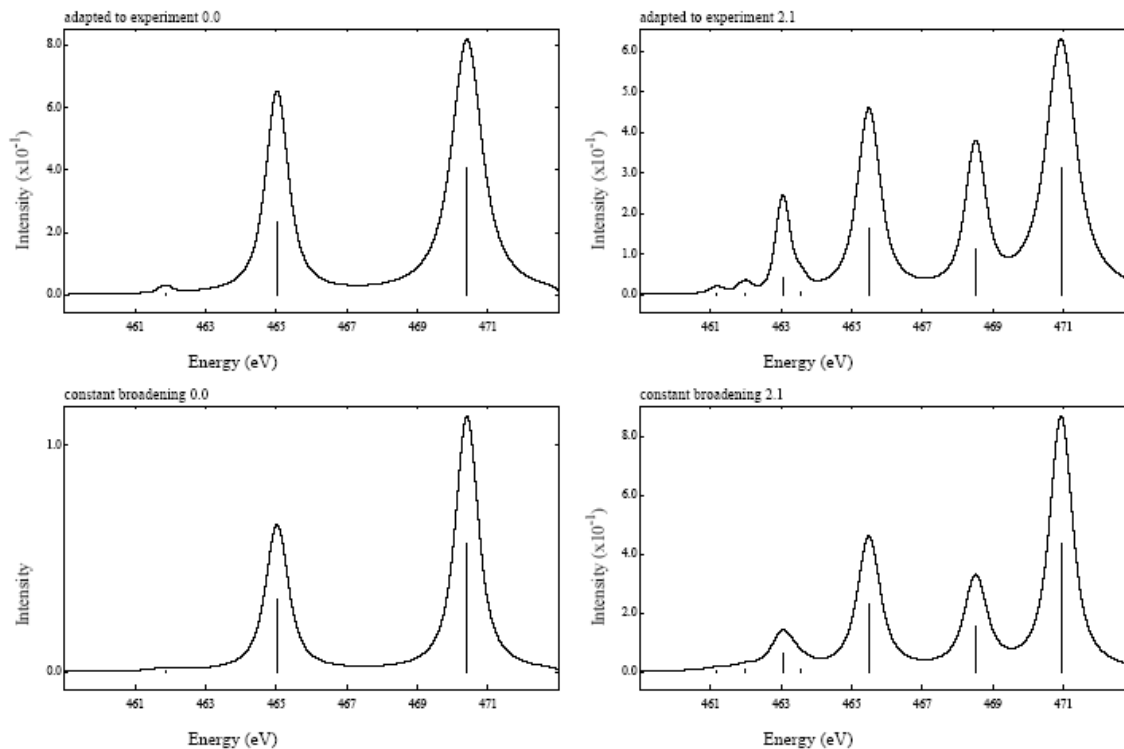 adapted to experiment 0.0
8.0
6.0
4.0
2.0
0.0
Intensity (x10⁻¹)
461 463 465 467 469 471
Energy (eV)
adapted to experiment 2.1
6.0
5.0
4.0
3.0
2.0
1.0
0.0
Intensity (x10⁻¹)
461 463 465 467 469 471
Energy (eV)
constant broadening 0.0
1.0
0.0
Intensity
461 463 465 467 469 471
Energy (eV)
constant broadening 2.1
8.0
6.0
4.0
2.0
0.0
Intensity (x10⁻¹)
461 463 465 467 469 471
Energy (eV)